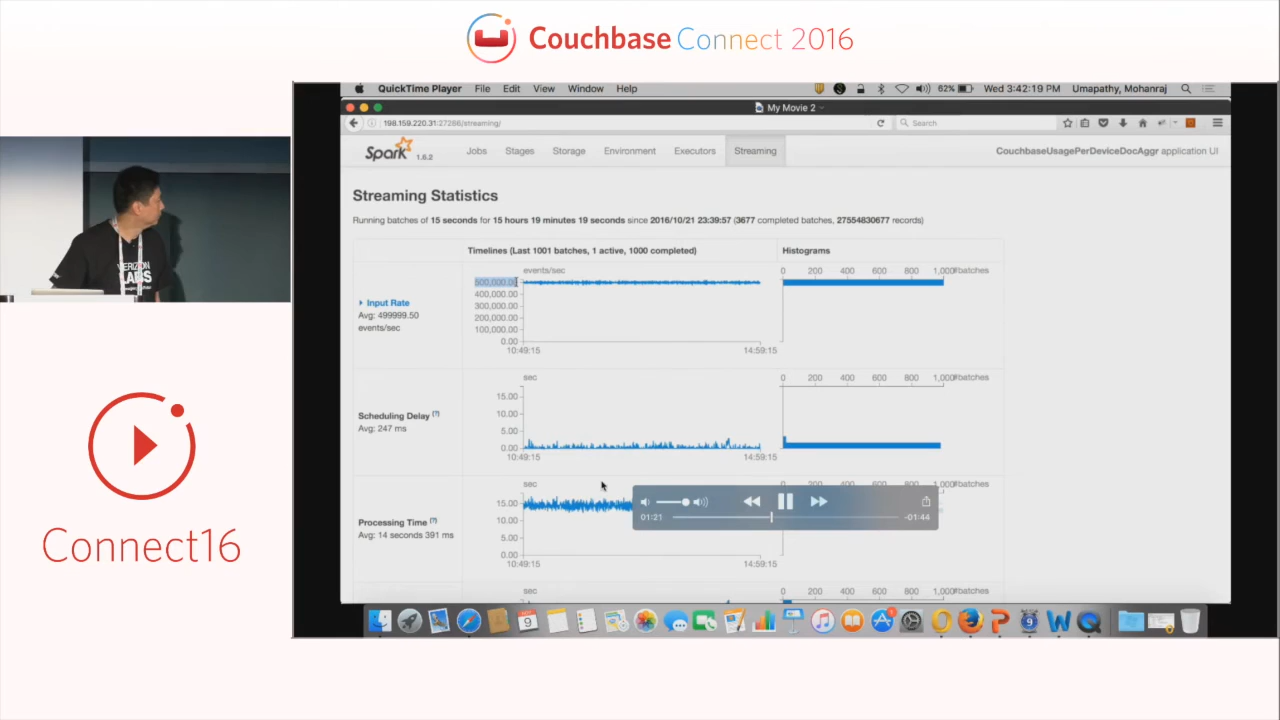 Couchbase Connect 2016
QuickTime Player File Edit View Window Help 62% Wed 3:42:19 PM Umapathy, Mohanraj
My Movie 2
198.159.220.31:27286/streaming/ Search
Spark 1.6.2 Jobs Stages Storage Environment Executors Streaming CouchbaseUsagePerDeviceDocAggr application UI
Streaming Statistics
Running batches of 15 seconds for 15 hours 19 minutes 19 seconds since 2016/10/21 23:39:57 (3677 completed batches, 27554830677 records)
Timelines (Last 1001 batches, 1 active, 1000 completed) Histograms
events/sec 0 200 400 600 800 1,000 #batches
500,000.00
400,000.00
300,000.00
200,000.00
100,000.00
0.00
10:49:15 14:59:15
Input Rate
Avg: 499999.50
events/sec
sec 0 200 400 600 800 1,000 #batches
15.00
10.00
5.00
0.00
10:49:15 14:59:15
Scheduling Delay [?]
Avg: 247 ms
sec #batches
15.00
10.00
5.00
0.00
10:49:15 14:59:15
Processing Time [?]
Avg: 14 seconds 391 ms
01:21 -01:44
sec 0 200 400 600 800 1,000 #batches
VERIZON
LABS
Connect16